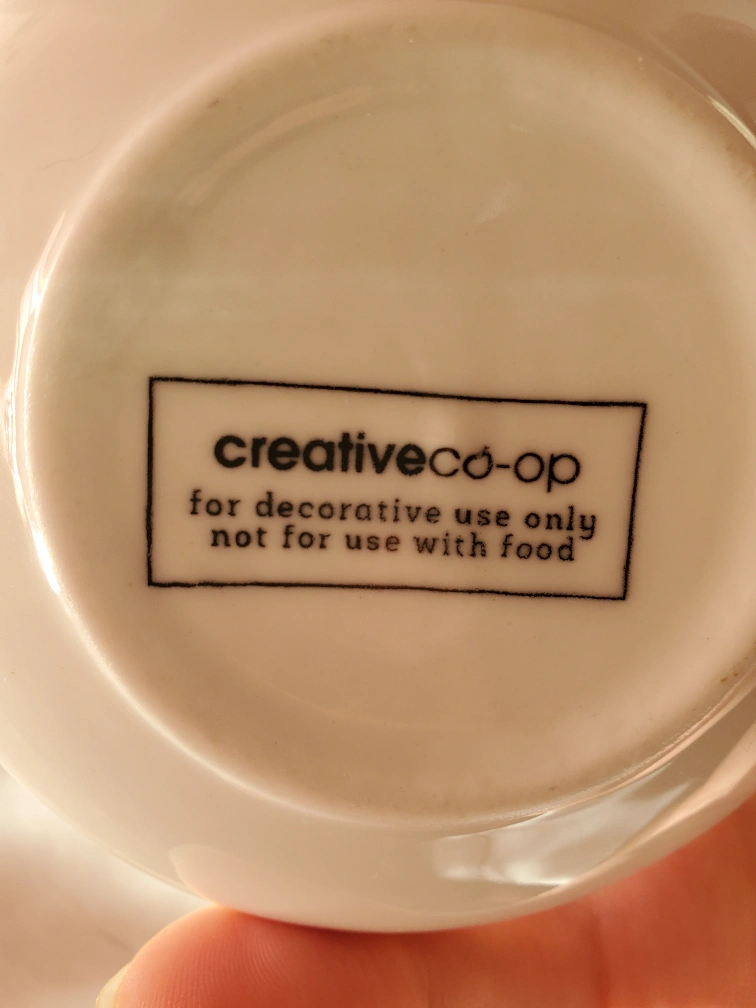 creativeco-op
for decorative use only
not for use with food